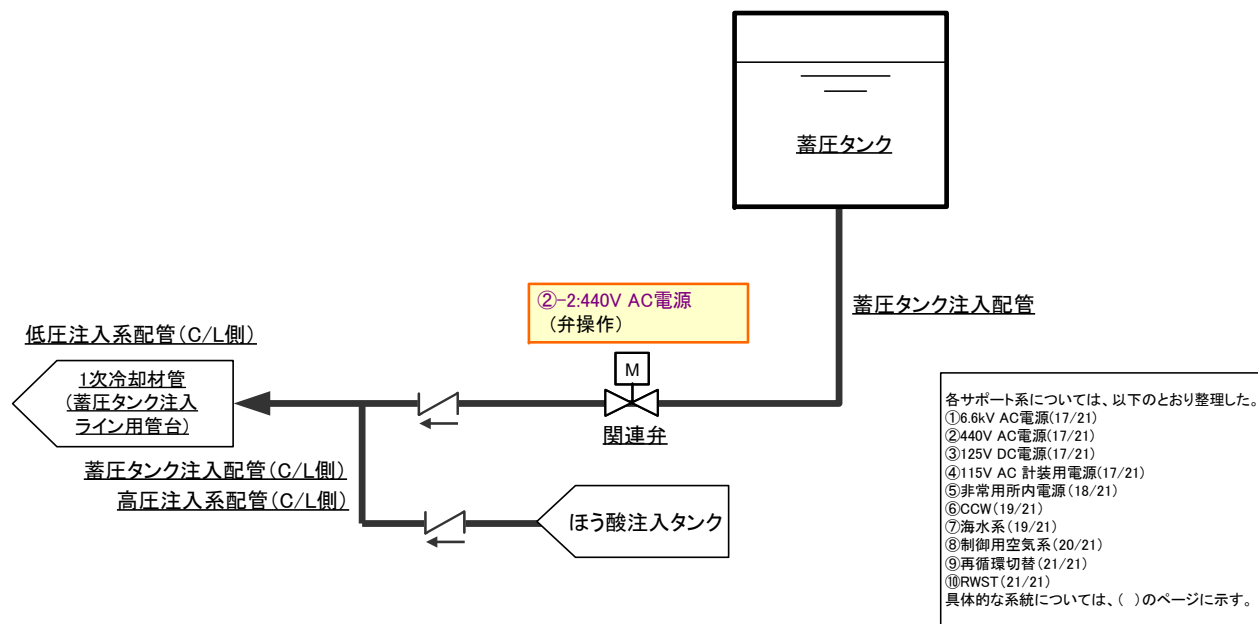 蓄圧タンク
②-2:440V AC電源
(弁操作)
蓄圧タンク注入配管
低圧注入系配管(C/L側)
M
1次冷却材管
(蓄圧タンク注入
ライン用管台)
関連弁
蓄圧タンク注入配管(C/L側)
高圧注入系配管(C/L側)
ほう酸注入タンク
各サポート系については、以下のとおり整理した。
①6.6kV AC電源(17/21)
②440V AC電源(17/21)
③125V DC電源(17/21)
④115V AC 計装用電源(17/21)
⑤非常用所内電源(18/21)
⑥CCW(19/21)
⑦海水系(19/21)
⑧制御用空気系(20/21)
⑨再循環切替(21/21)
⑩RWST(21/21)
具体的な系統については、( )のページに示す。